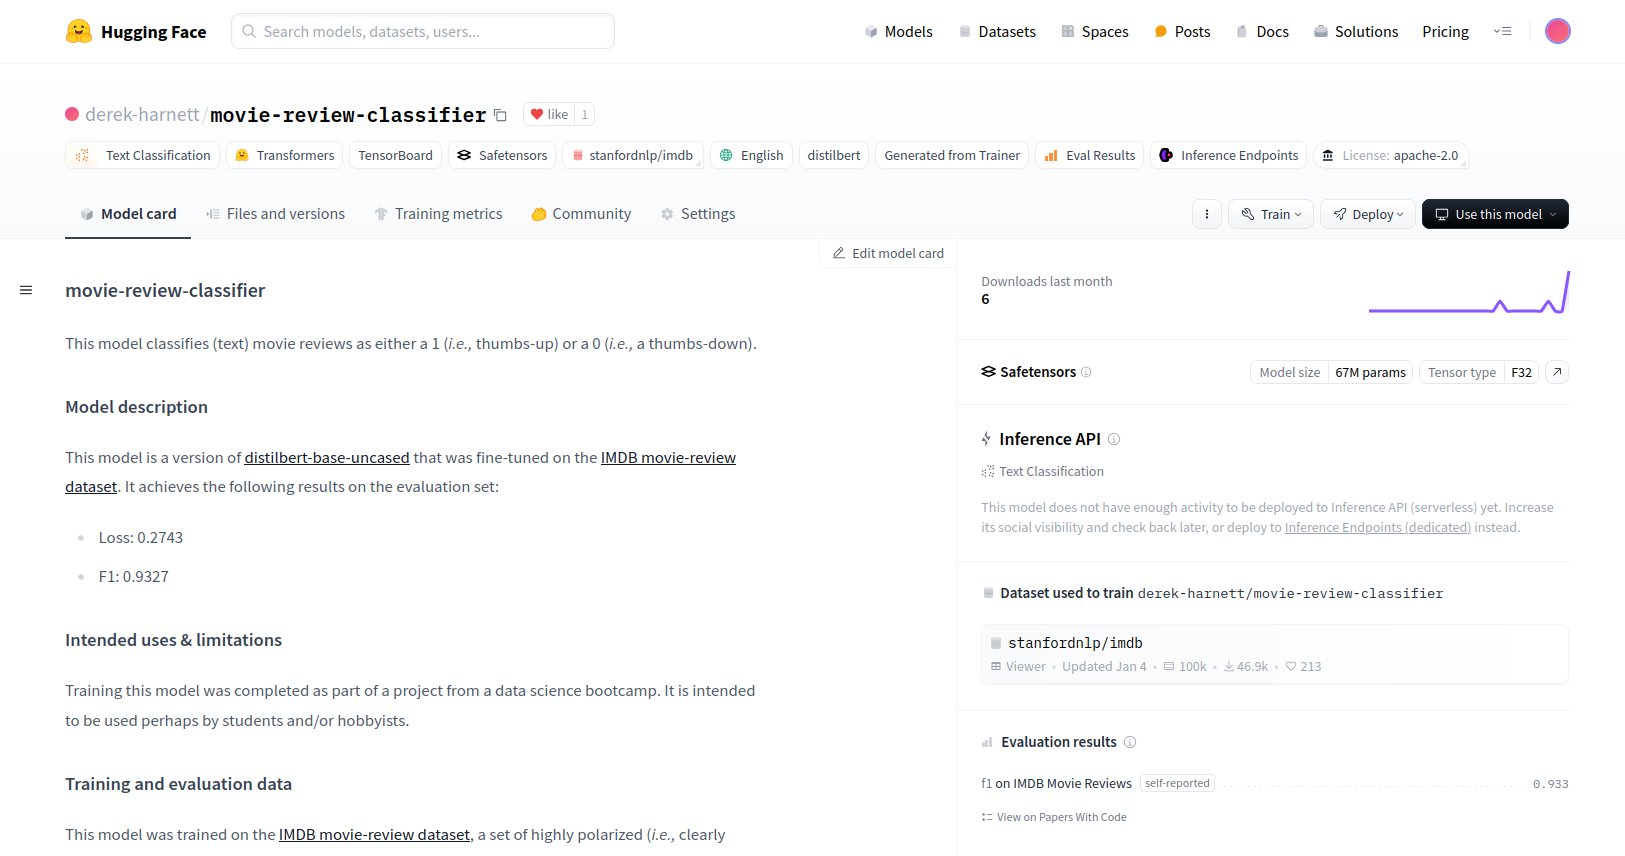 Hugging Face
Search models, datasets, users...
Models
Datasets
Spaces
Posts
Docs
Solutions
Pricing
derek-harnett/movie-review-classifier
like 1
Text Classification
Transformers
TensorBoard
Safetensors
stanfordnlp/imdb
English
distilbert
Generated from Trainer
Eval Results
Inference Endpoints
License: apache-2.0
Model card
Files and versions
Training metrics
Community
Settings
Train
Deploy
Use this model
Edit model card
movie-review-classifier
This model classifies (text) movie reviews as either a 1 (i.e., thumbs-up) or a 0 (i.e., a thumbs-down).
Model description
This model is a version of distilbert-base-uncased that was fine-tuned on the IMDB movie-review
dataset. It achieves the following results on the evaluation set:
Loss: 0.2743
F1: 0.9327
Intended uses & limitations
Training this model was completed as part of a project from a data science bootcamp. It is intended
to be used perhaps by students and/or hobbyists.
Training and evaluation data
This model was trained on the IMDB movie-review dataset, a set of highly polarized (i.e., clearly
Downloads last month
6
Safetensors
Model size 67M params
Tensor type F32
Inference API
Text Classification
This model does not have enough activity to be deployed to Inference API (serverless) yet. Increase
its social visibility and check back later, or deploy to Inference Endpoints (dedicated) instead.
Dataset used to train derek-harnett/movie-review-classifier
stanfordnlp/imdb
Viewer • Updated Jan 4 • 100k • 46.9k • 213
Evaluation results
f1 on IMDB Movie Reviews self-reported 0.933
View on Papers With Code